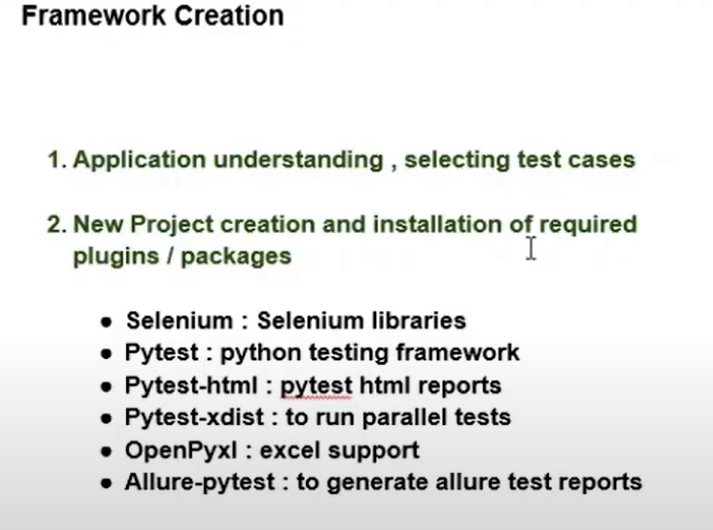 Framework Creation
1. Application understanding , selecting test cases
2. New Project creation and installation of required
plugins / packages
● Selenium : Selenium libraries
● Pytest : python testing framework
● Pytest-html : pytest html reports
● Pytest-xdist : to run parallel tests
● OpenPyxl : excel support
● Allure-pytest : to generate allure test reports